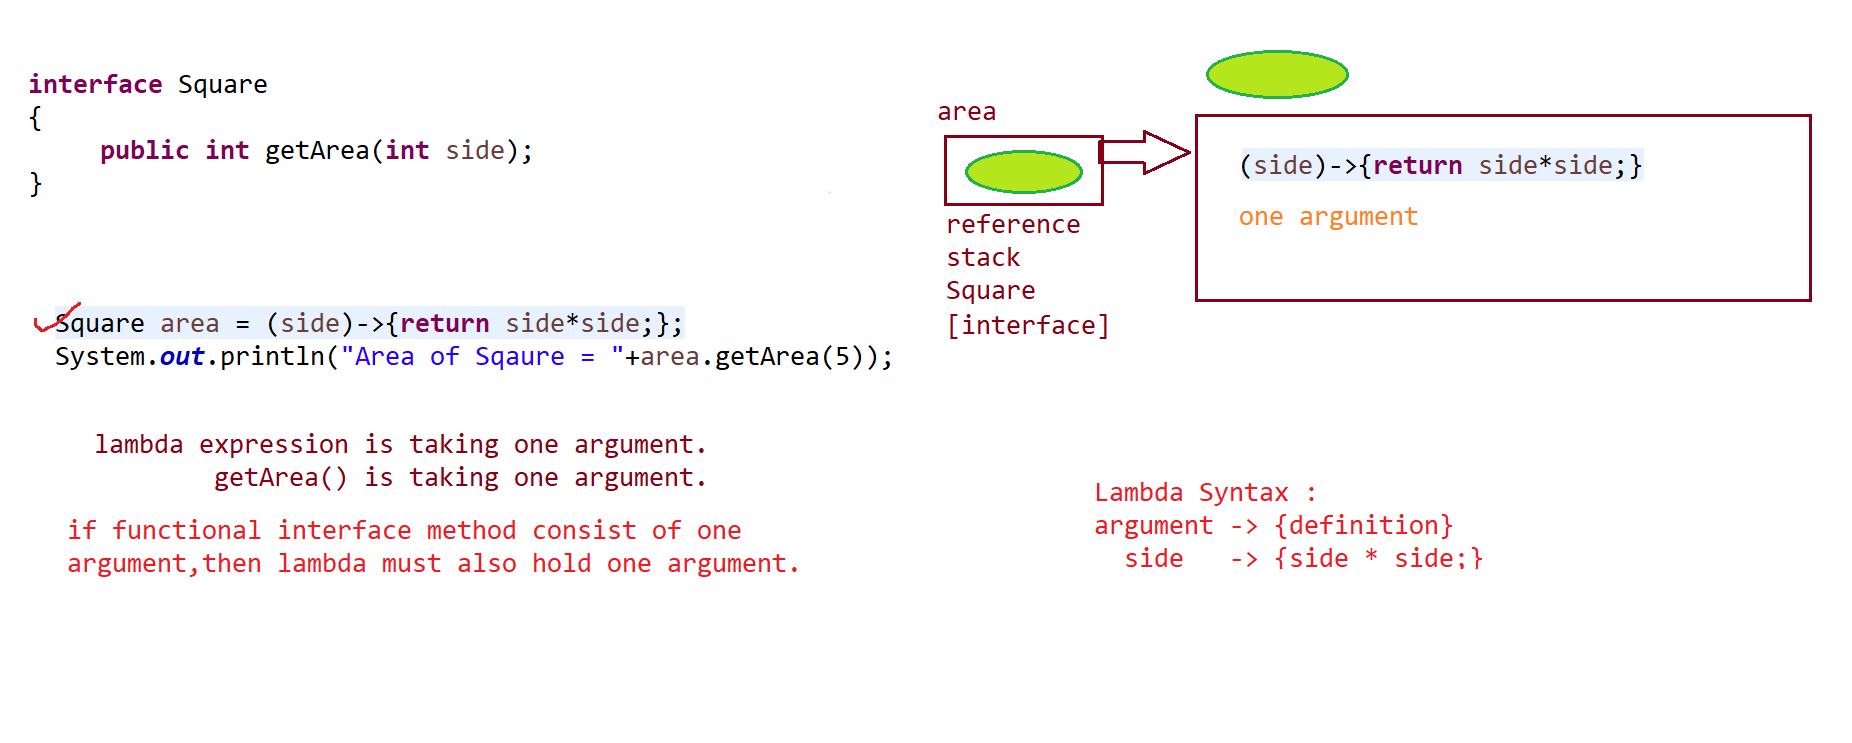 interface Square
{
public int getArea(int side);
}
Square area = (side)->{return side*side;};
System.out.println("Area of Sqaure = "+area.getArea(5));
lambda expression is taking one argument.
getArea() is taking one argument.
if functional interface method consist of one
argument,then lambda must also hold one argument.
area
reference
stack
Square
[interface]
(side)->{return side*side;}
one argument
Lambda Syntax :
argument -> {definition}
side -> {side * side;}